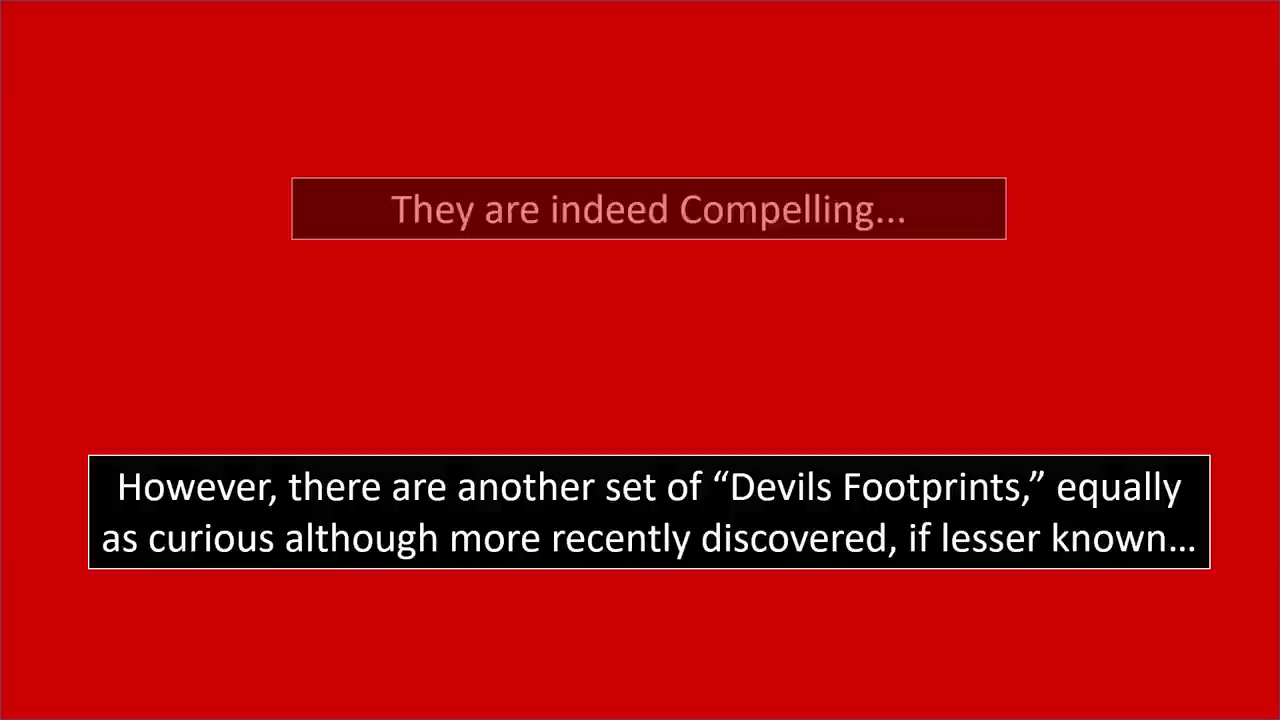 They are indeed Compelling...
However, there are another set of “Devils Footprints,” equally
as curious although more recently discovered, if lesser known...